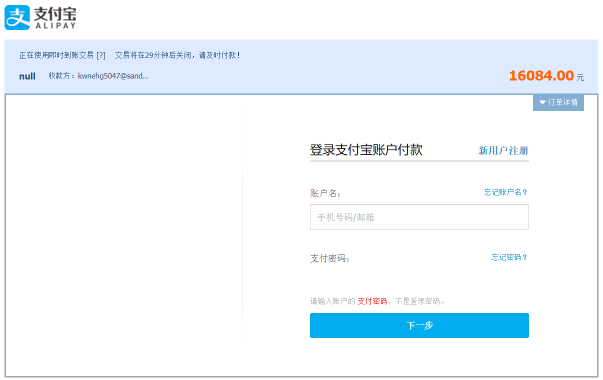 支付宝
ALIPAY
正在使用即时到账交易 [?] 交易将在29分钟后关闭，请及时付款！
null 收款方：kwnehg5047@sand... 16084.00 元
订单详情
登录支付宝账户付款 新用户注册
账户名： 忘记账户名？
手机号码/邮箱
支付密码： 忘记密码？
请输入账户的 支付密码，不是登录密码。
下一步